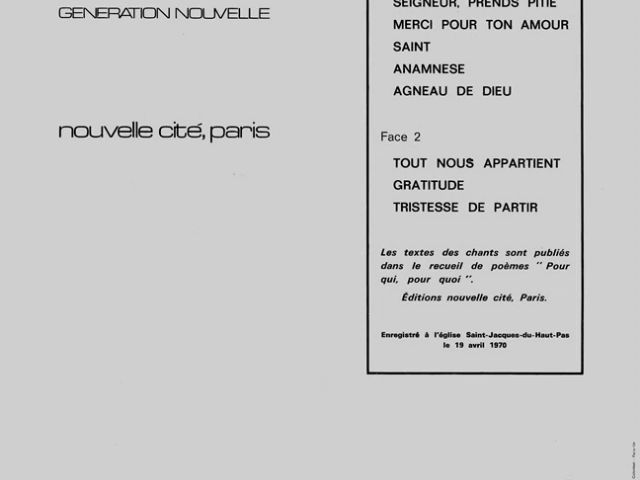 GENERATION NOUVELLE
nouvelle cité, paris
SEIGNEUR, PRENDS PITIE
MERCI POUR TON AMOUR
SAINT
ANAMNESE
AGNEAU DE DIEU
Face 2
TOUT NOUS APPARTIENT
GRATITUDE
TRISTESSE DE PARTIR
Les textes des chants sont publiés
dans le recueil de poèmes " Pour
qui, pour quoi ".
Éditions nouvelle cité, Paris.
Enregistré à l'église Saint-Jacques-du-Haut-Pas
le 19 avril 1970